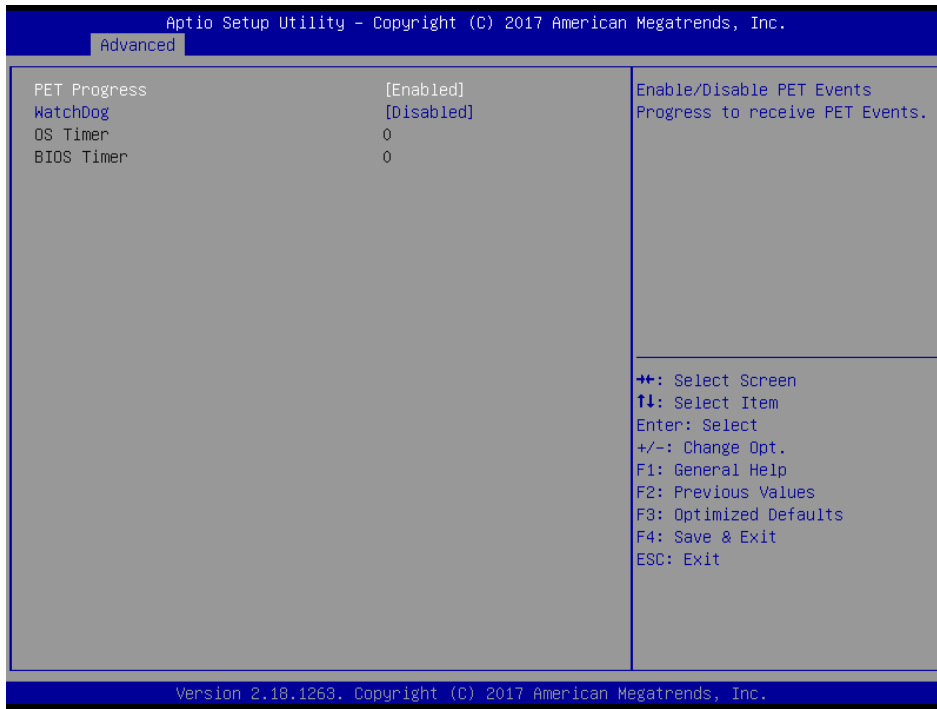 Aptio Setup Utility – Copyright (C) 2017 American Megatrends, Inc.
Advanced
PET Progress [Enabled]
WatchDog [Disabled]
OS Timer 0
BIOS Timer 0
Enable/Disable PET Events
Progress to receive PET Events.
→←: Select Screen
↑↓: Select Item
Enter: Select
+/-: Change Opt.
F1: General Help
F2: Previous Values
F3: Optimized Defaults
F4: Save & Exit
ESC: Exit
Version 2.18.1263. Copyright (C) 2017 American Megatrends, Inc.